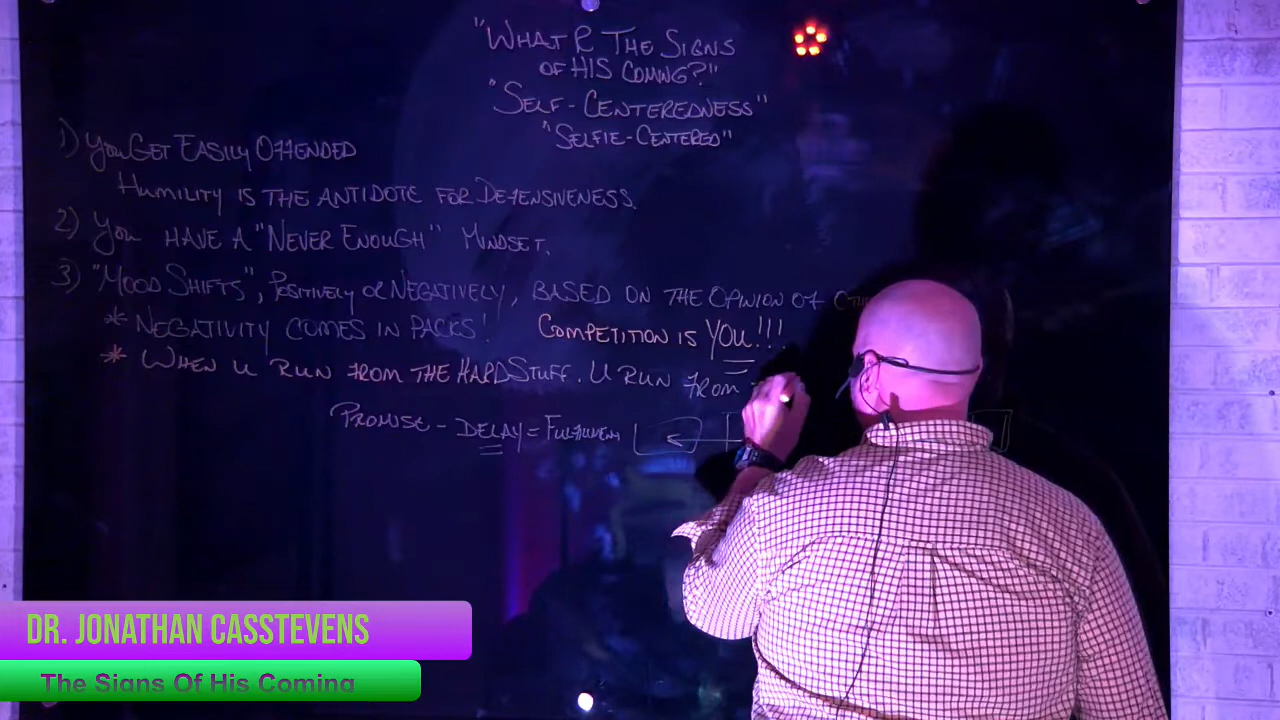 "WHAT R THE SIGNS
OF HIS COMING?"
"SELF-CENTEREDNESS"
"SELFIE-CENTERED"
1) You GET EASILY OFFENDED
HUMILITY IS THE ANTIDOTE FOR DEFENSIVENESS.
2) You HAVE A "NEVER ENOUGH" MINDSET.
3) "MOOD SHIFTS", POSITIVELY OR NEGATIVELY, BASED ON THE OPINION OF
* NEGATIVITY COMES IN PACKS! COMPETITION IS YOU!!!
* WHEN U RUN FROM THE HARD STUFF. U RUN FROM
PROMISE - DELAY = FULFILLMENT
DR. JONATHAN CASSTEVENS
The Signs Of His Coming